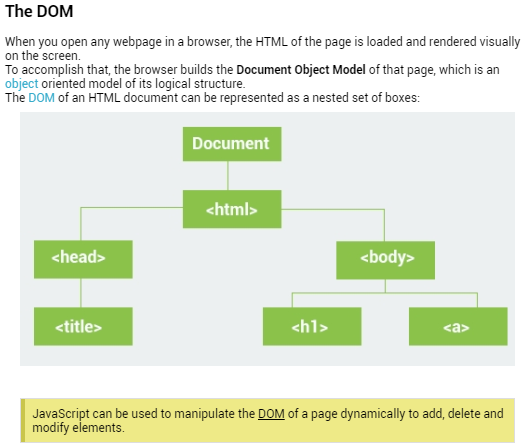 The DOM
When you open any webpage in a browser, the HTML of the page is loaded and rendered visually
on the screen.
To accomplish that, the browser builds the Document Object Model of that page, which is an
object oriented model of its logical structure.
The DOM of an HTML document can be represented as a nested set of boxes:
Document
<html>
<head>
<body>
<title>
<h1>
<a>
JavaScript can be used to manipulate the DOM of a page dynamically to add, delete and
modify elements.